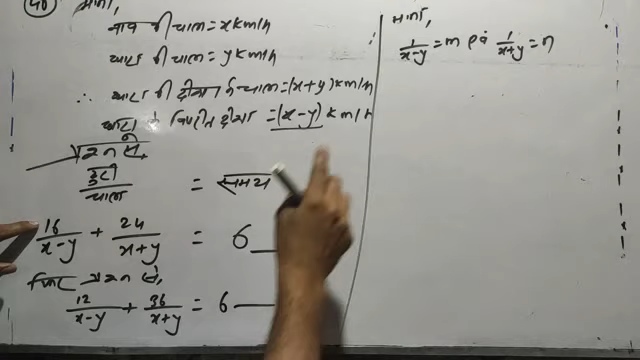 40
माना,
नाव की चाल = x km/h
धारा की चाल = y km/h
∴ धारा की दिशा में चाल = (x+y) km/h
धारा के विपरीत दिशा = (x-y) km/h
प्रश्न से,
दूरी/चाल = समय
16/(x-y) + 24/(x+y) = 6
फिर प्रश्न से,
12/(x-y) + 36/(x+y) = 6
माना,
1/(x-y) = m एवं 1/(x+y) = n